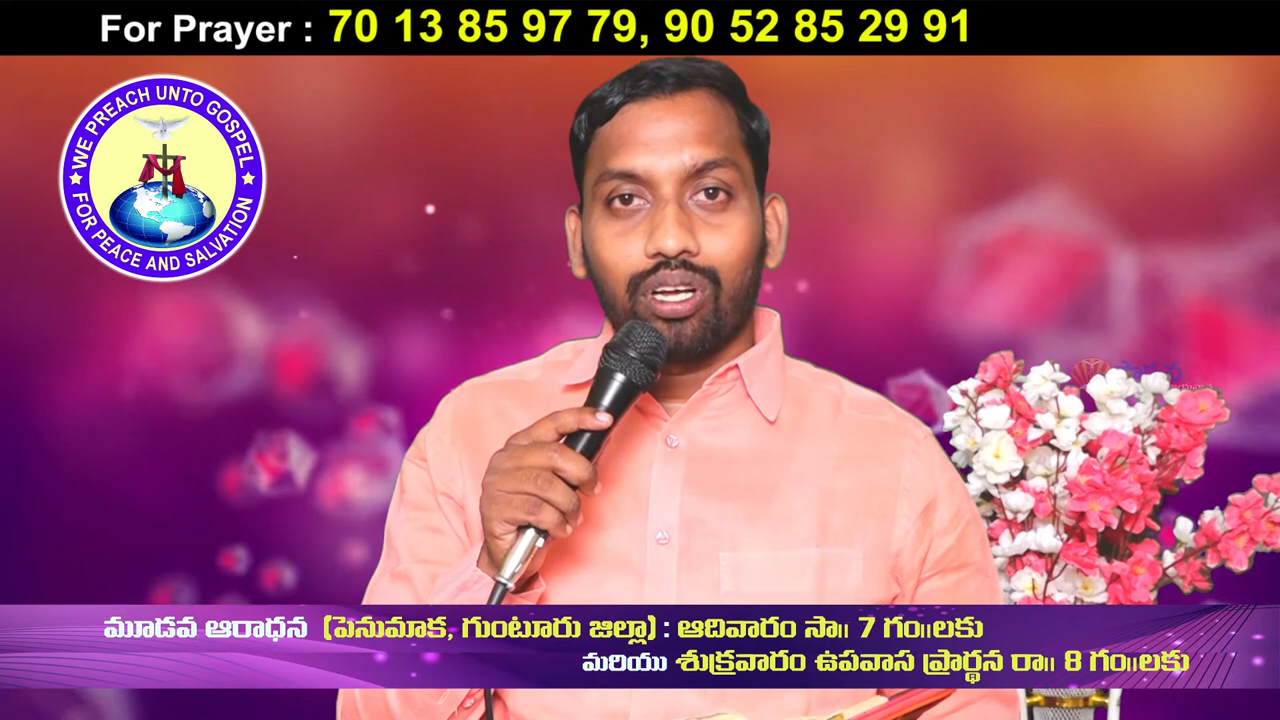 For Prayer : 70 13 85 97 79, 90 52 85 29 91
WE PREACH UNTO GOSPEL
FOR PEACE AND SALVATION
మూడవ ఆరాధన (పెనుమాక, గుంటూరు జిల్లా) : ఆదివారం సా॥ 7 గం॥లకు
మరియు శుక్రవారం ఉపవాస ప్రార్థన రా॥ 8 గం॥లకు